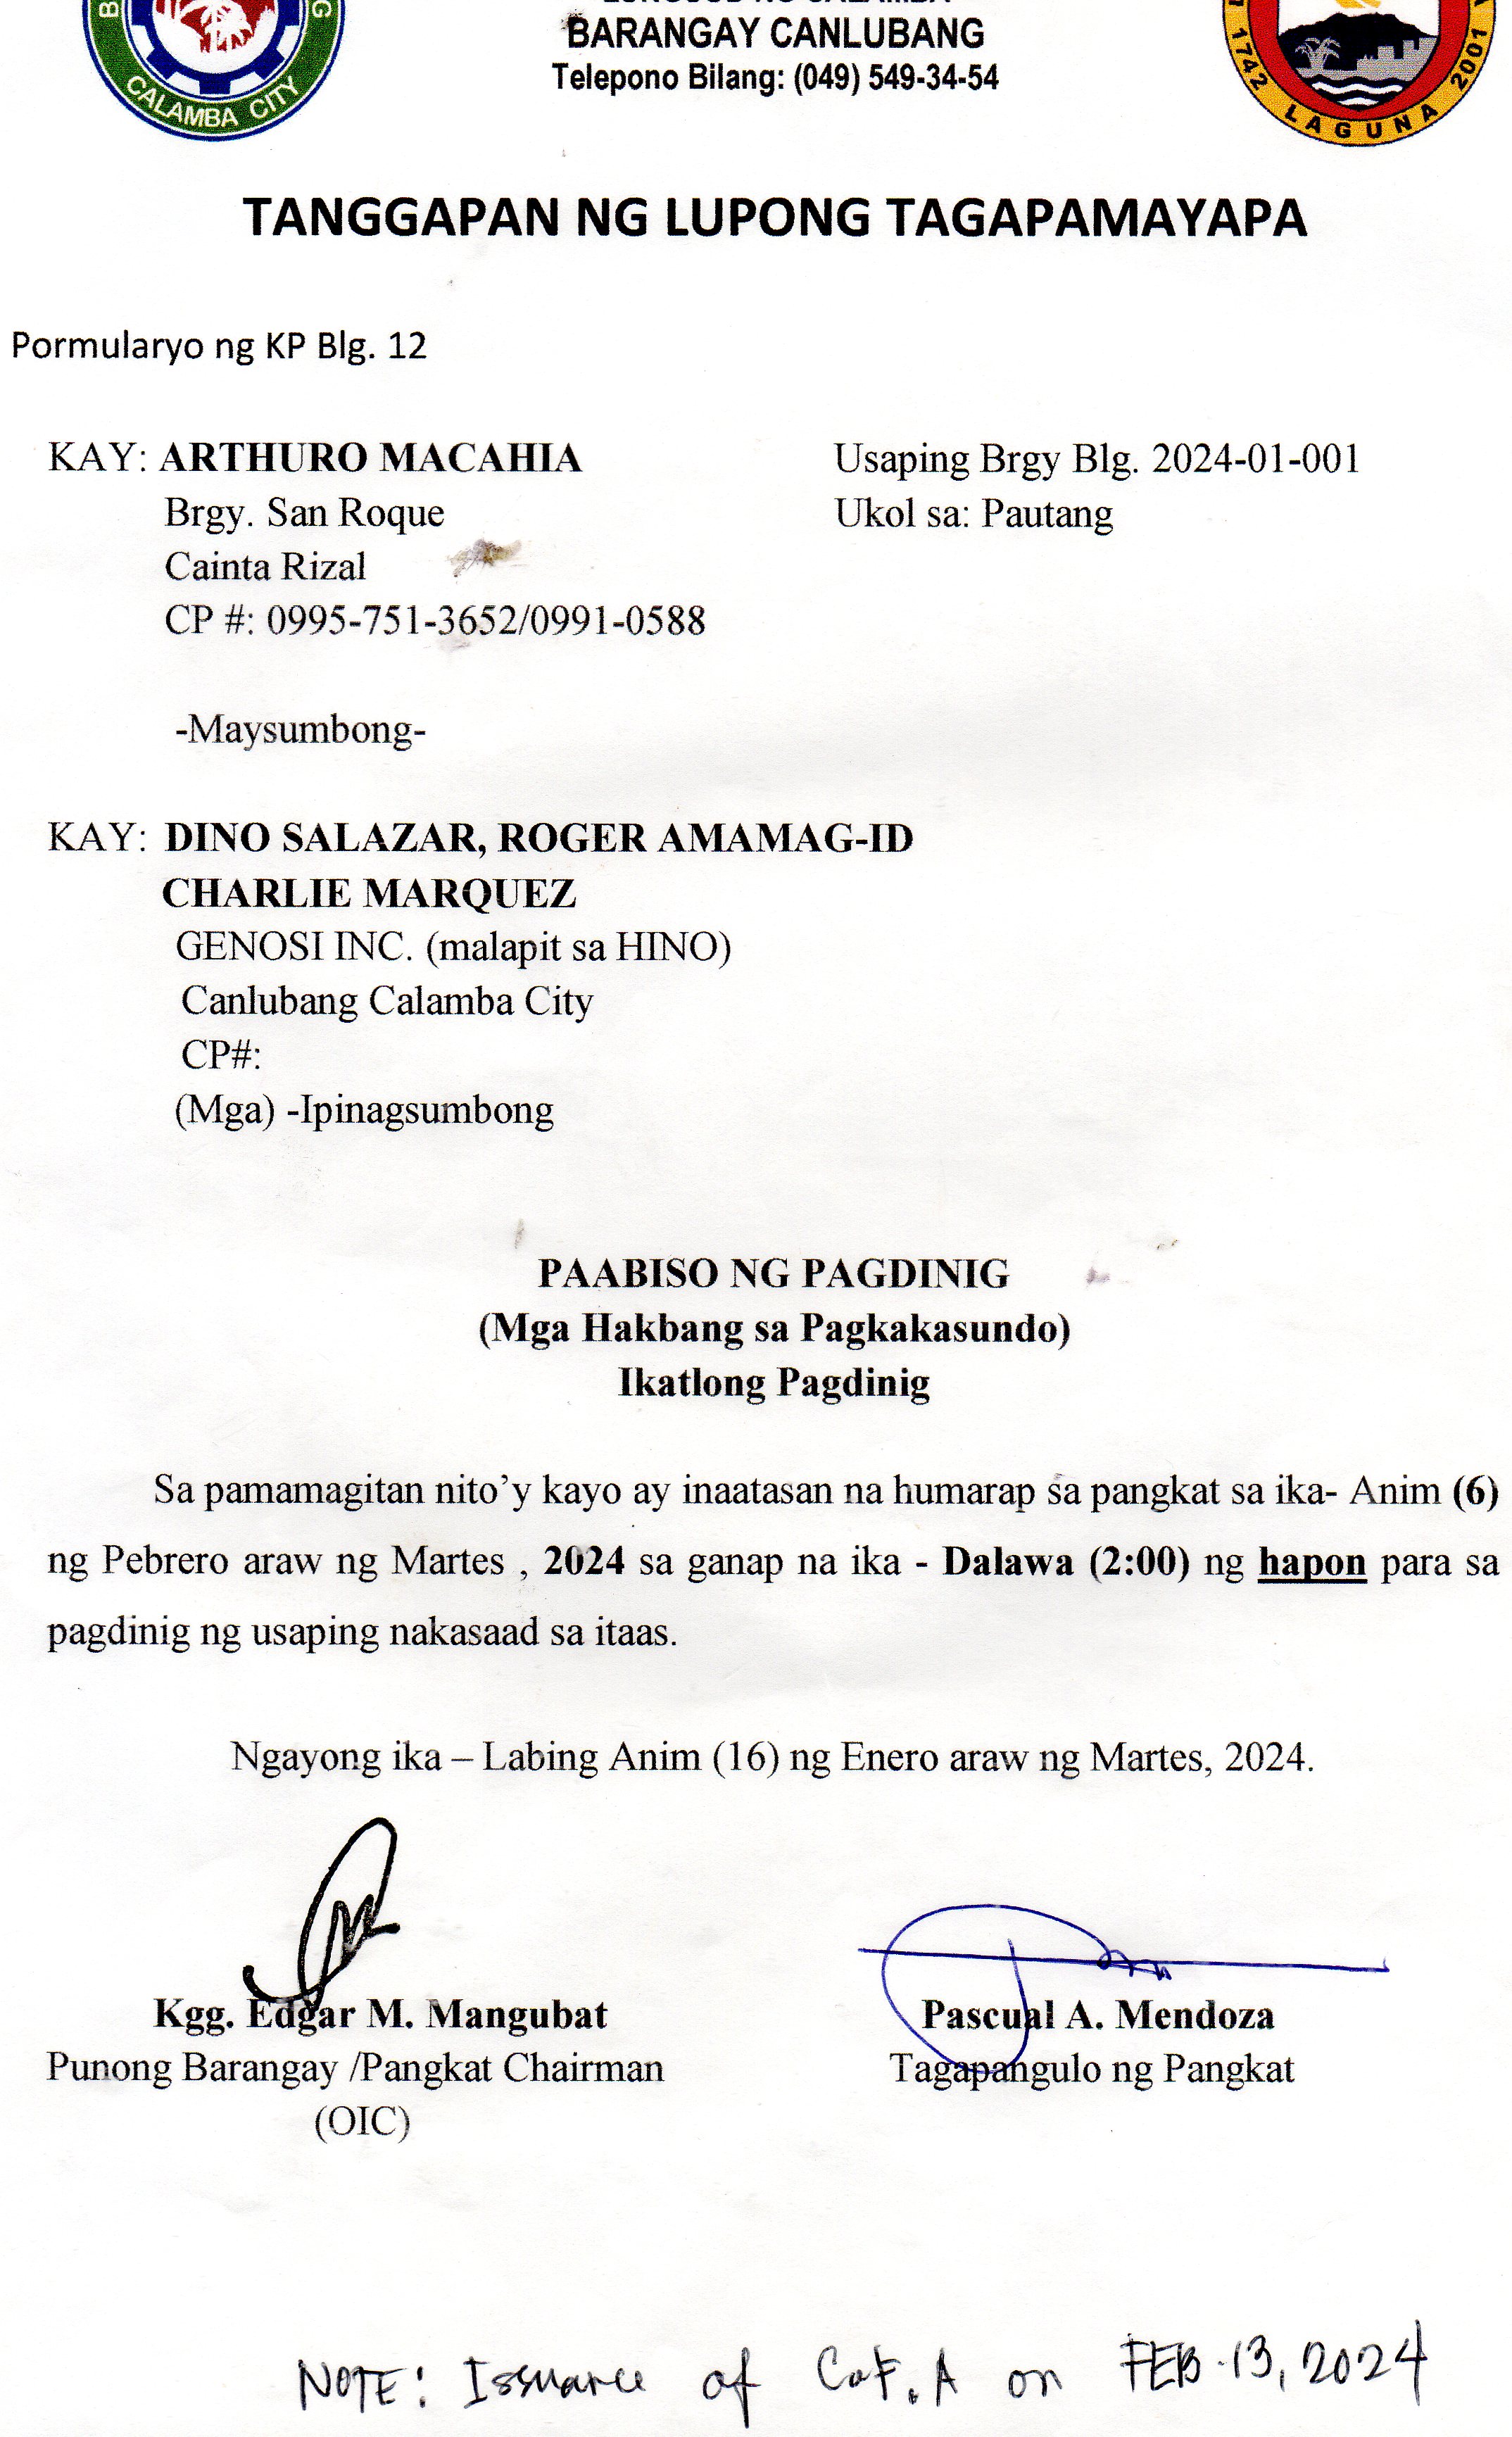 CALAMBA CITY
BARANGAY CANLUBANG
Telepono Bilang: (049) 549-34-54
1742 LAGUNA 2001
TANGGAPAN NG LUPONG TAGAPAMAYAPA
Pormularyo ng KP Blg. 12
KAY: ARTHURO MACAHIA
Usaping Brgy Blg. 2024-01-001
Brgy. San Roque
Ukol sa: Pautang
Cainta Rizal
CP #: 0995-751-3652/0991-0588
-Maysumbong-
KAY: DINO SALAZAR, ROGER AMAMAG-ID
CHARLIE MARQUEZ
GENOSI INC. (malapit sa HINO)
Canlubang Calamba City
CP#:
(Mga) -Ipinagsumbong
PAABISO NG PAGDINIG
(Mga Hakbang sa Pagkakasundo)
Ikatlong Pagdinig
Sa pamamagitan nito’y kayo ay inaatasan na humarap sa pangkat sa ika- Anim (6)
ng Pebrero araw ng Martes , 2024 sa ganap na ika - Dalawa (2:00) ng hapon para sa
pagdinig ng usaping nakasaad sa itaas.
Ngayong ika – Labing Anim (16) ng Enero araw ng Martes, 2024.
Kgg. Edgar M. Mangubat
Pascual A. Mendoza
Punong Barangay /Pangkat Chairman
Tagapangulo ng Pangkat
(OIC)
NOTE: Issuance of C.F.A on FEB.13, 2024